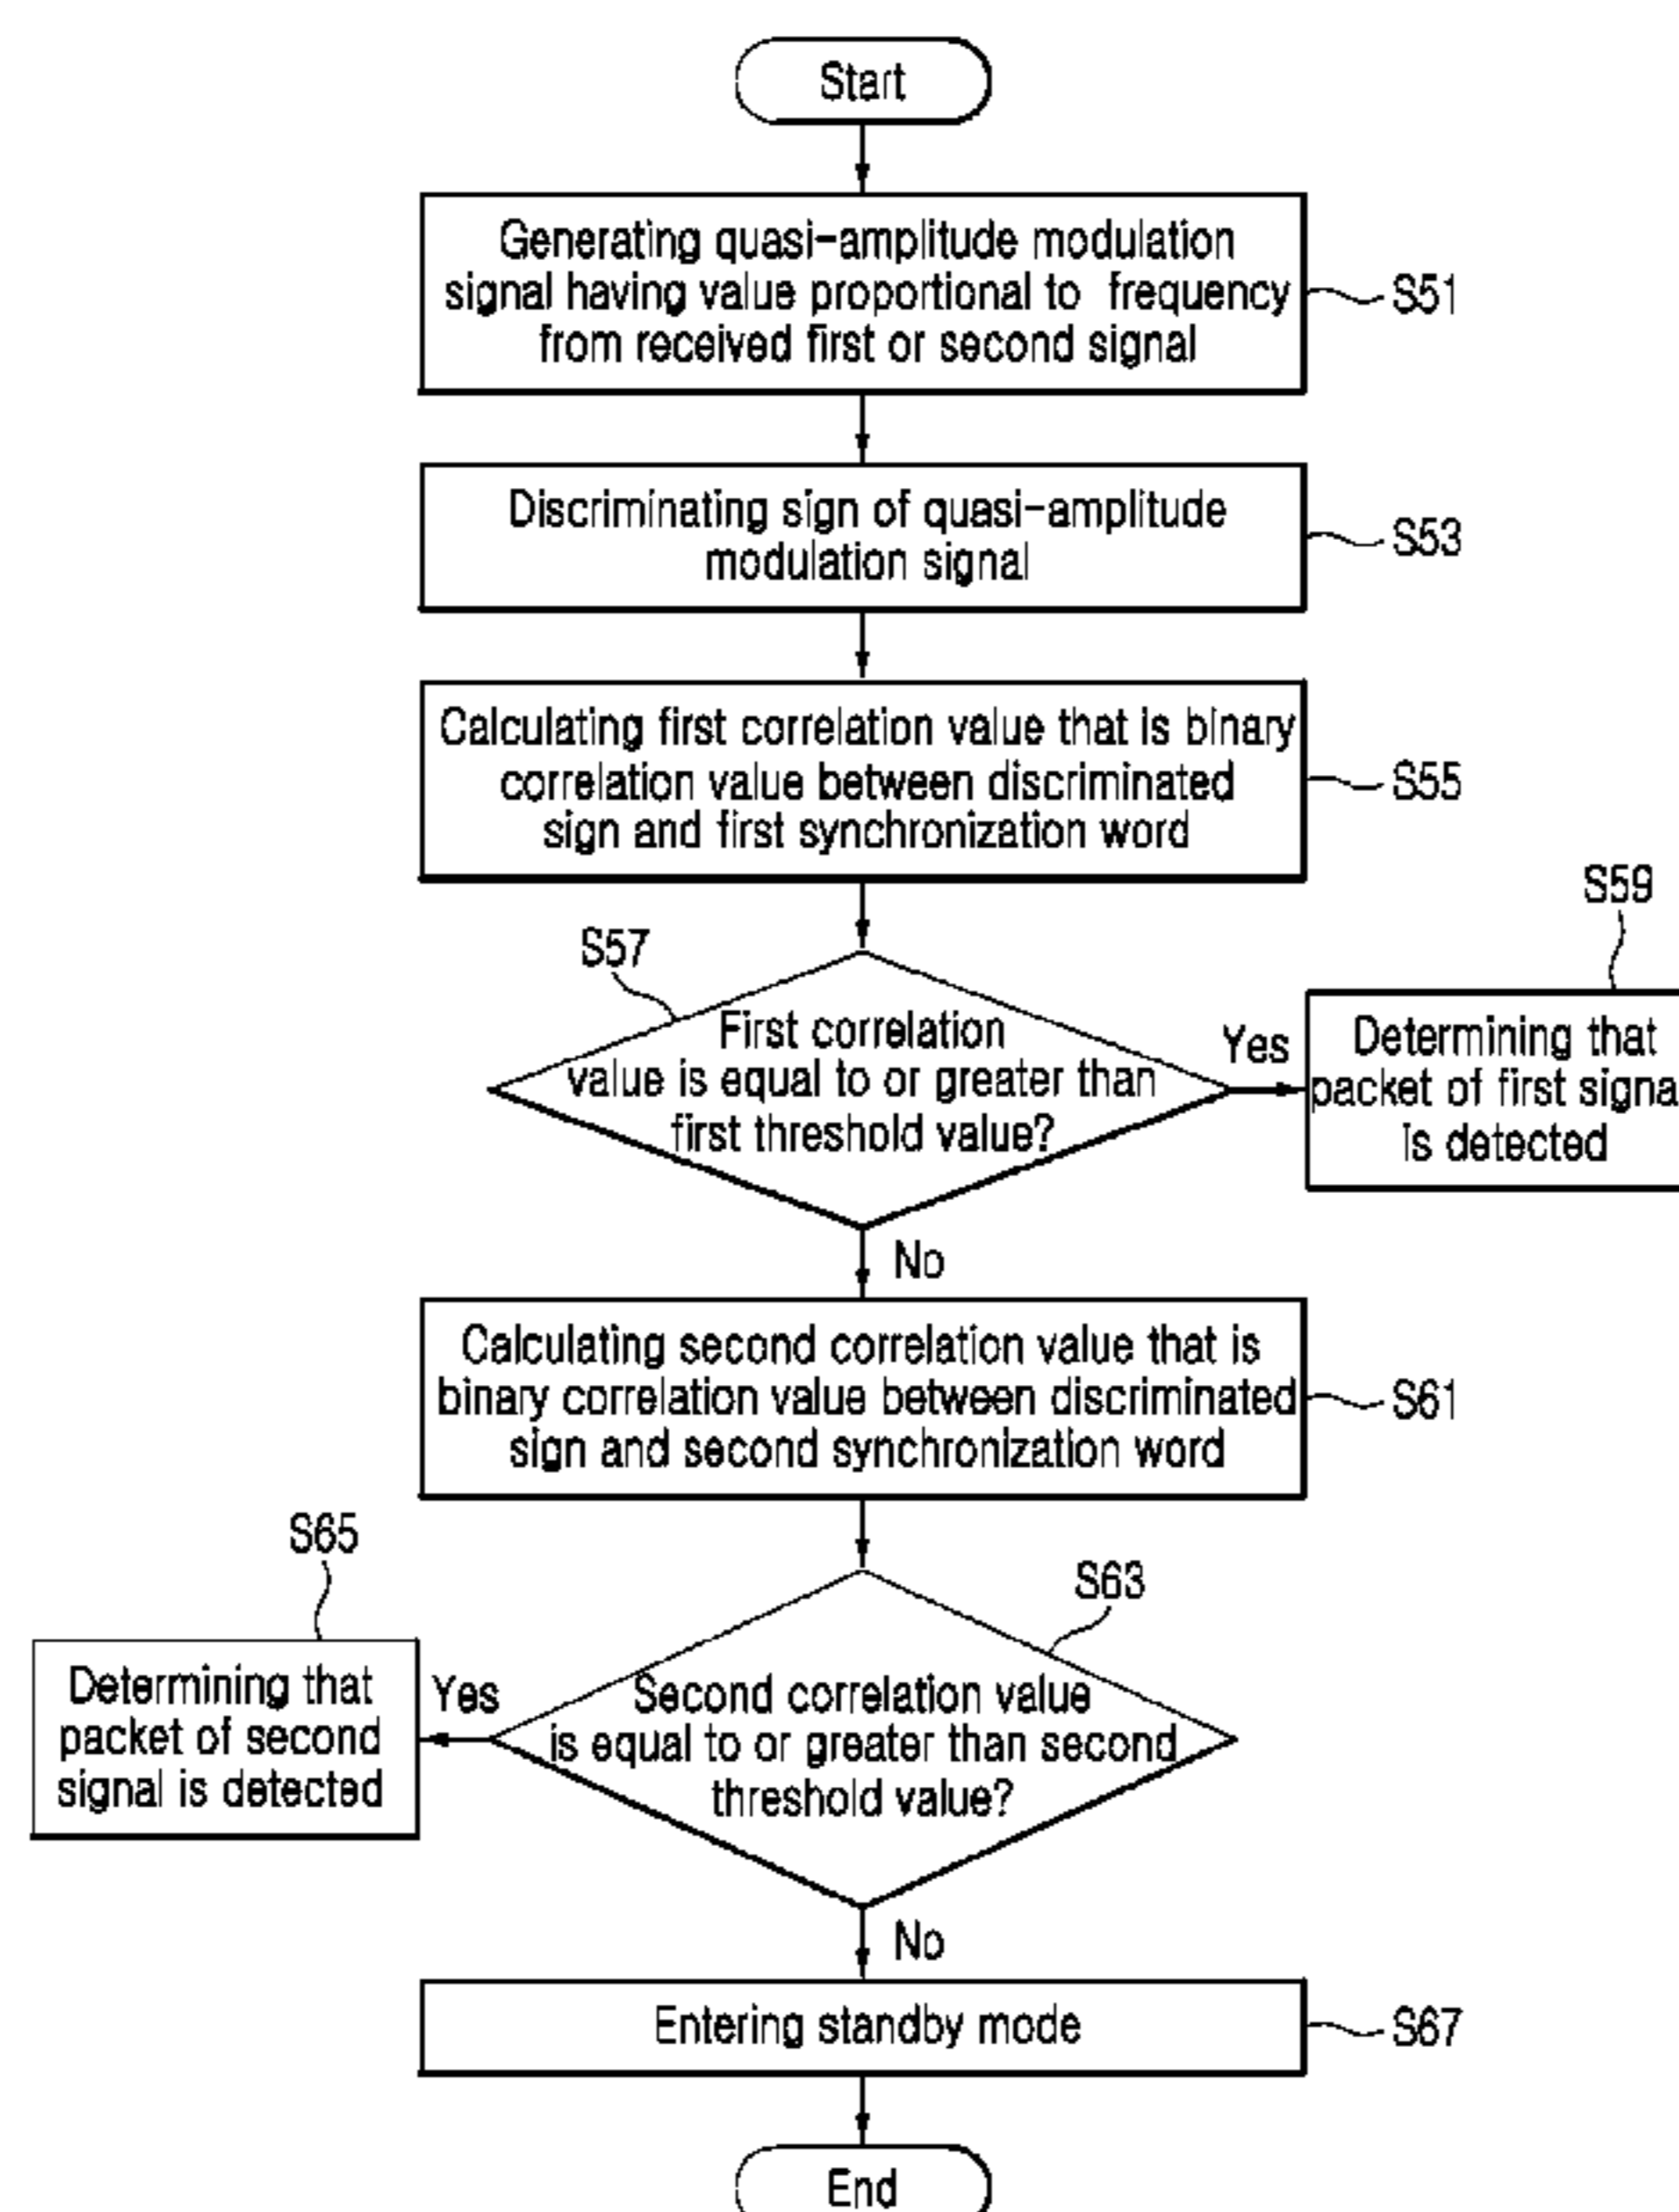 Start
Generating quasi-amplitude modulation
signal having value proportional to frequency
from received first or second signal
S51
Discriminating sign of quasi-amplitude
modulation signal
S53
Calculating first correlation value that is binary
correlation value between discriminated
sign and first synchronization word
S55
S57
First correlation
value is equal to or greater than
first threshold value?
Yes
S59
Determining that
packet of first signal
is detected
No
Calculating second correlation value that is
binary correlation value between discriminated
sign and second synchronization word
S61
S63
Second correlation value
is equal to or greater than second
threshold value?
Yes
S65
Determining that
packet of second
signal is detected
No
Entering standby mode
S67
End